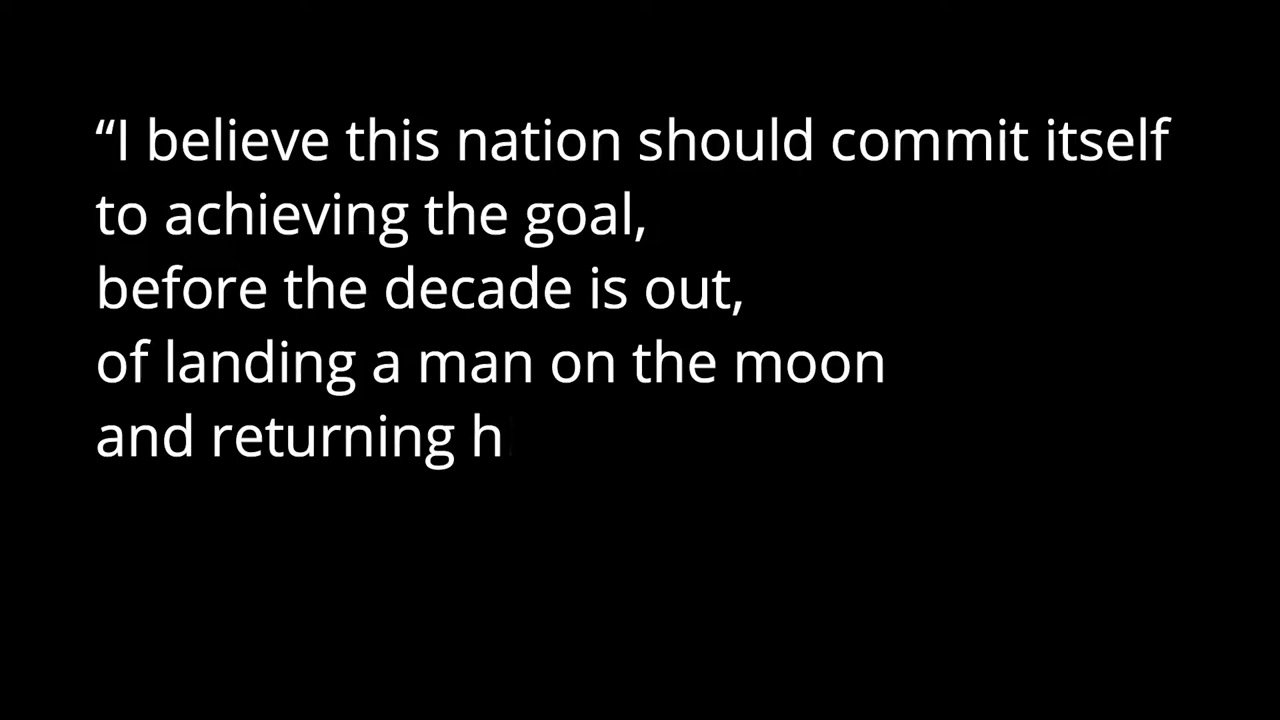 “I believe this nation should commit itself
to achieving the goal,
before the decade is out,
of landing a man on the moon
and returning h